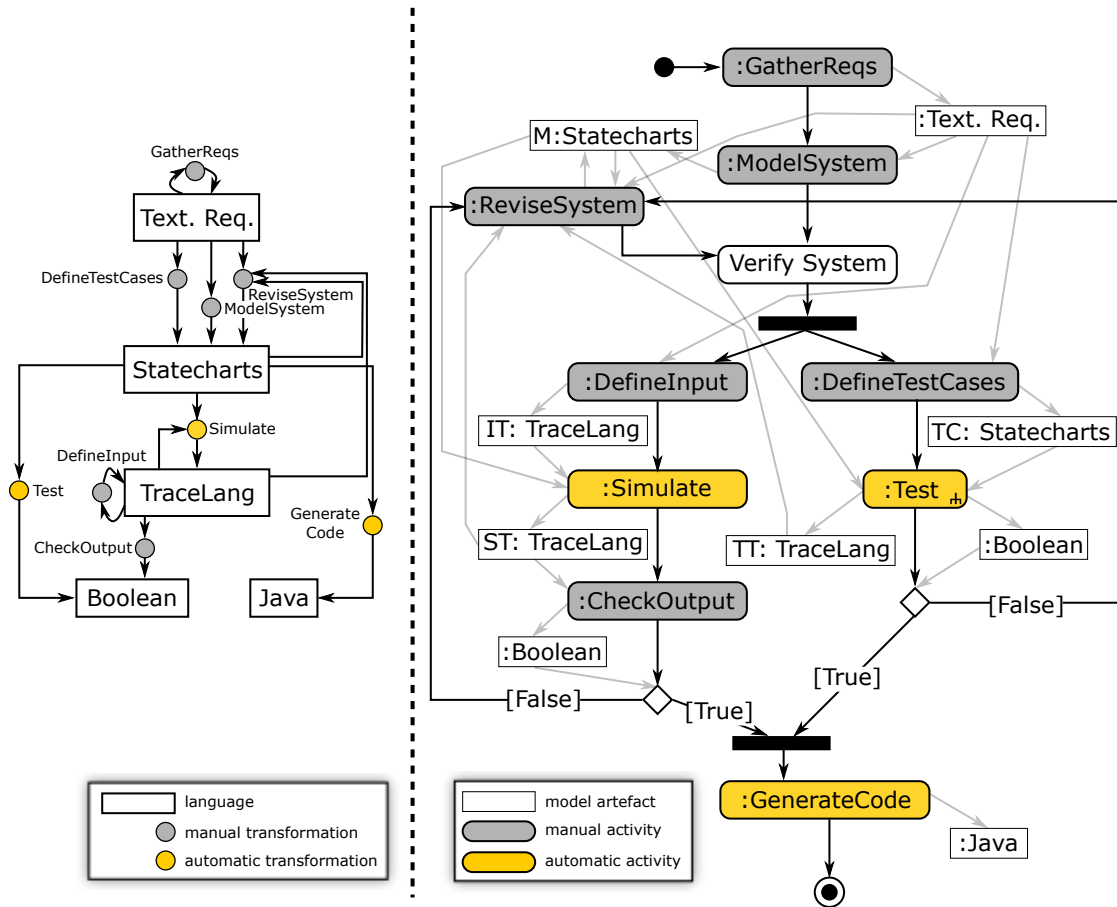 GatherReqs
Text. Req.
DefineTestCases
ReviseSystem
ModelSystem
Statecharts
Simulate
DefineInput
TraceLang
Test
Generate
Code
CheckOutput
Boolean
Java
language
manual transformation
automatic transformation
:GatherReqs
:Text. Req.
M:Statecharts
:ModelSystem
:ReviseSystem
Verify System
:DefineInput
:DefineTestCases
IT: TraceLang
TC: Statecharts
:Simulate
:Test
ST: TraceLang
TT: TraceLang
:Boolean
:CheckOutput
[False]
:Boolean
[True]
[False]
[True]
:GenerateCode
:Java
model artefact
manual activity
automatic activity